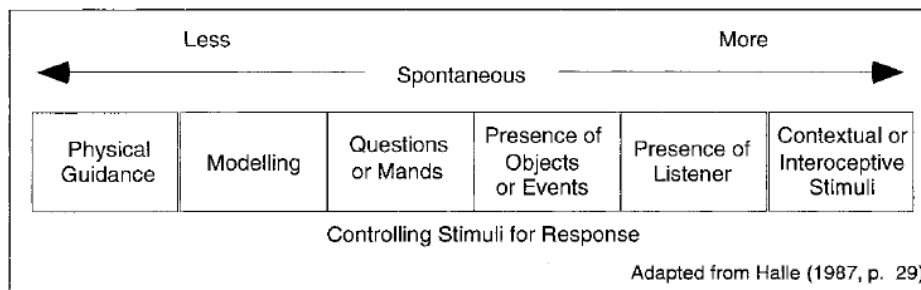 Less More
Spontaneous
Physical Guidance
Modelling
Questions or Mands
Presence of Objects or Events
Presence of Listener
Contextual or Interoceptive Stimuli
Controlling Stimuli for Response
Adapted from Halle (1987, p. 29)